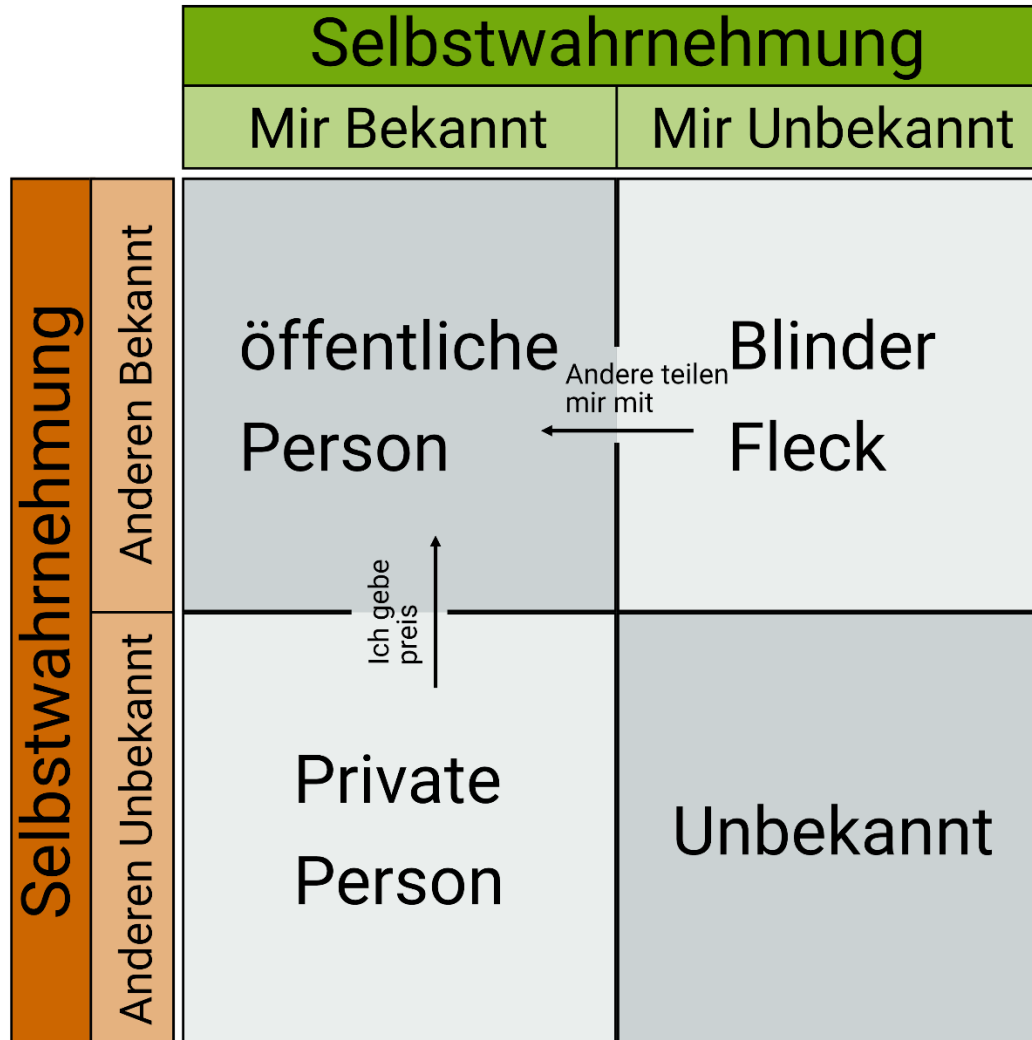 Selbstwahrnehmung
Mir Bekannt
Mir Unbekannt
Selbstwahrnehmung
Anderen Bekannt
Anderen Unbekannt
öffentliche
Person
Andere teilen
mir mit
Blinder
Fleck
Ich gebe
preis
Private
Person
Unbekannt